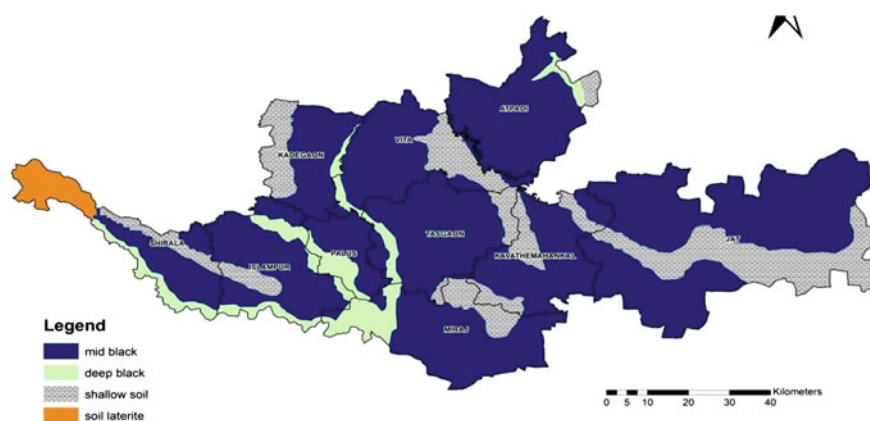 ATPADI
VITA
KADEGAON
TASGAON
KAVATHEMAHANKAL
JAT
SHIRALA
ISLAMPUR
PALUS
MIRAJ
Legend
mid black
deep black
shallow soil
soil laterite
Kilometers
0 5 10 20 30 40